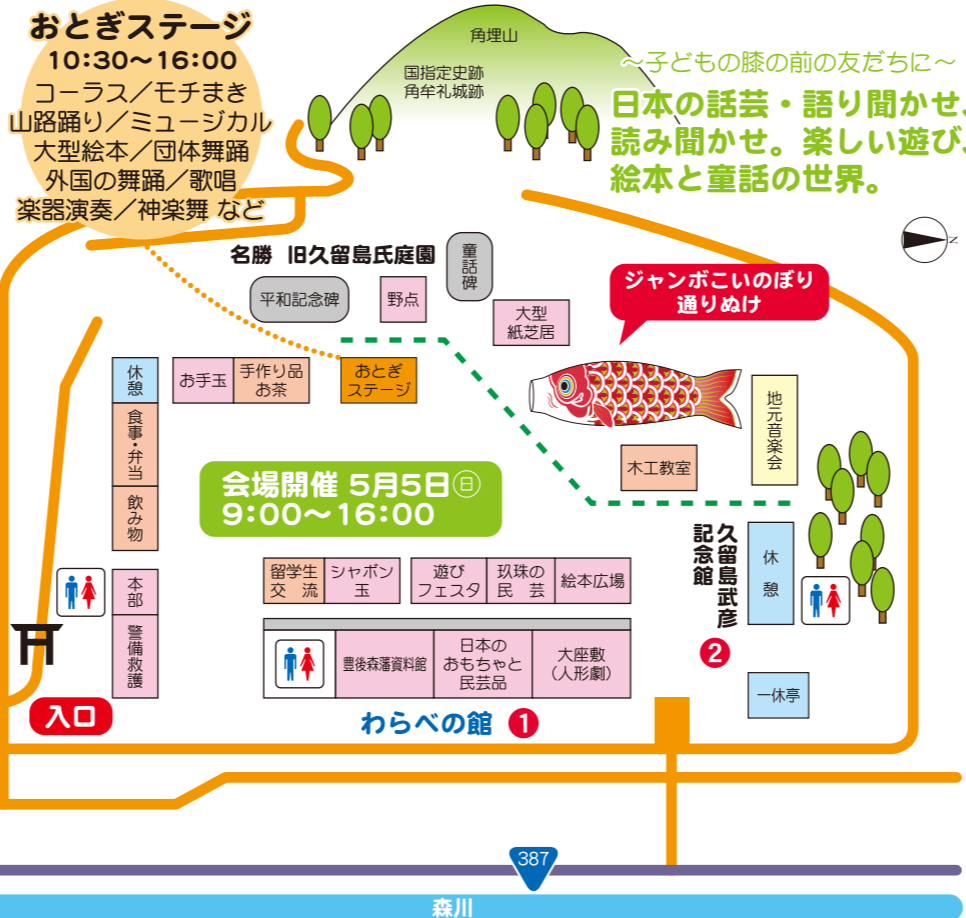 おとぎステージ
10:30〜16:00
コーラス／モチまき
山路踊り／ミュージカル
大型絵本／団体舞踊
外国の舞踊／歌唱
楽器演奏／神楽舞 など
角埋山
国指定史跡
角牟礼城跡
〜子どもの膝の前の友だちに〜
日本の話芸・語り聞かせ、
読み聞かせ。楽しい遊び、
絵本と童話の世界。
N
名勝 旧久留島氏庭園
童話碑
平和記念碑
野点
大型
紙芝居
ジャンボこいのぼり
通りぬけ
休憩
お手玉
手作り品
お茶
おとぎ
ステージ
食事・弁当
飲み物
地元音楽会
木工教室
会場開催 5月5日㊐
9:00〜16:00
久留島武彦
記念館
2
休憩
留学生
交流
シャボン
玉
遊び
フェスタ
玖珠の
民芸
絵本広場
本部
警備救護
豊後森藩資料館
日本の
おもちゃと
民芸品
大座敷
（人形劇）
一休亭
入口
わらべの館 1
387
森川